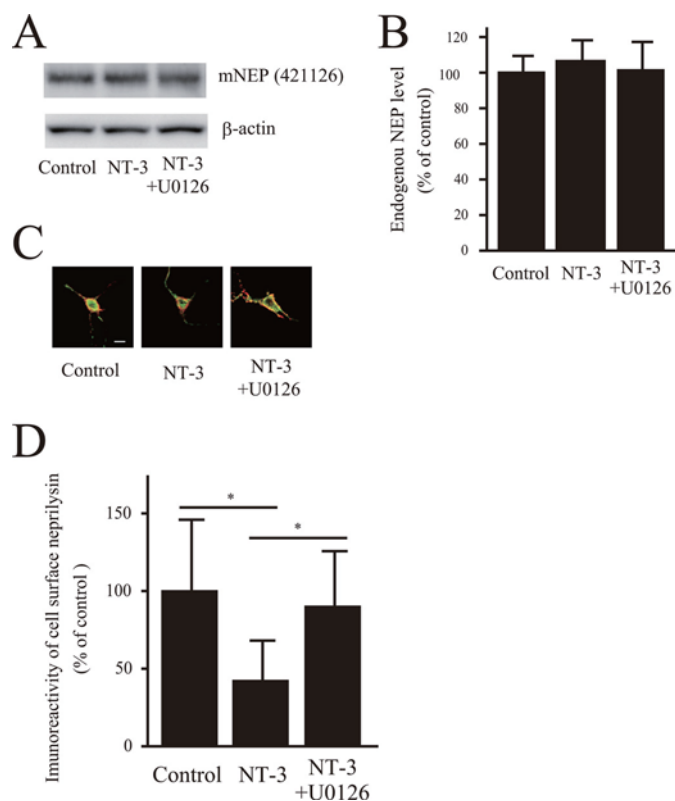 A
mNEP (421126)
β-actin
Control NT-3 NT-3
+U0126
B
Endogenou NEP level
(% of control)
120
100
80
60
40
20
0
Control NT-3 NT-3
+U0126
C
Control NT-3 NT-3
+U0126
D
Imunoreactivity of cell surface neprilysin
(% of control )
150
100
50
0
*
*
Control NT-3 NT-3
+U0126